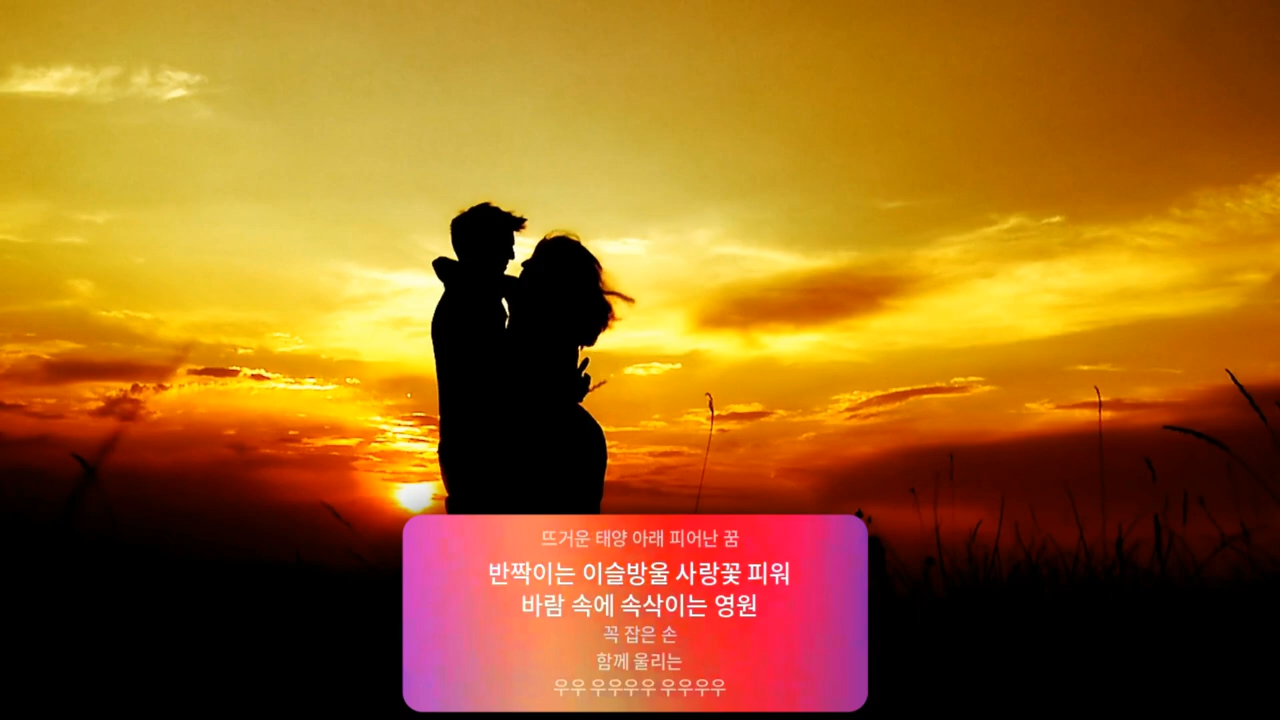 뜨거운 태양 아래 피어난 꿈
반짝이는 이슬방울 사랑꽃 피워
바람 속에 속삭이는 영원
꼭 잡은 손
함께 울리는
우우 우우우우 우우우우